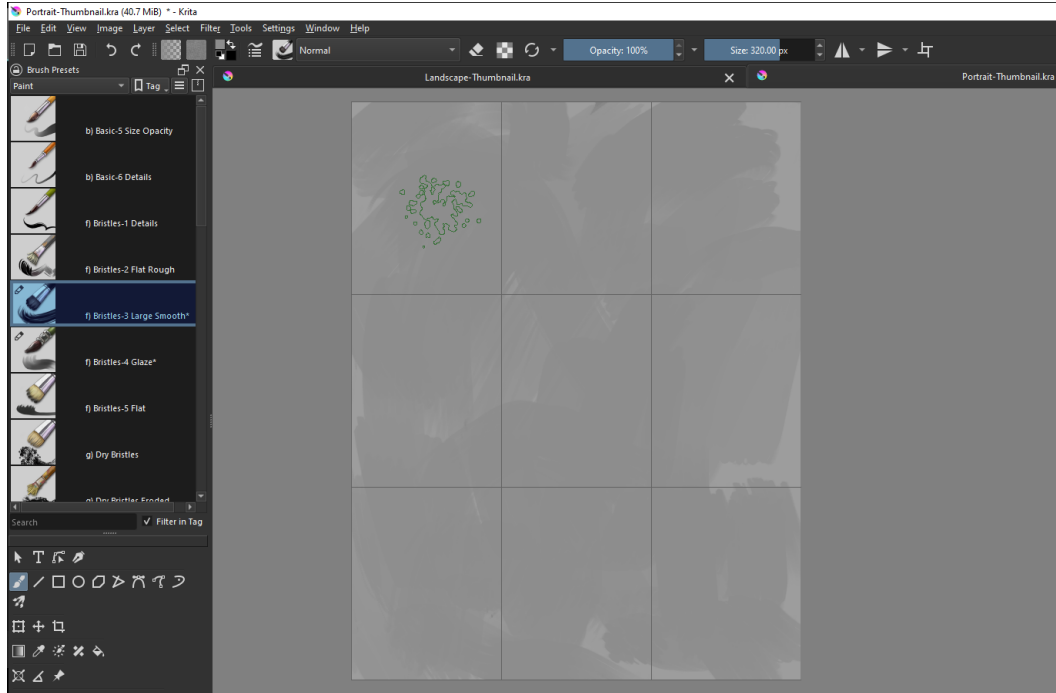 Portrait-Thumbnail.kra (40.7 MiB) * - Krita
File Edit View Image Layer Select Filter Tools Settings Window Help
Normal Opacity: 100% Size: 320.00 px
Brush Presets
Landscape-Thumbnail.kra Portrait-Thumbnail.kra
Paint Tag
b) Basic-5 Size Opacity
b) Basic-6 Details
f) Bristles-1 Details
f) Bristles-2 Flat Rough
f) Bristles-3 Large Smooth*
f) Bristles-4 Glaze*
f) Bristles-5 Flat
g) Dry Bristles
g) Dry Bristles Eroded
Search Filter in Tag